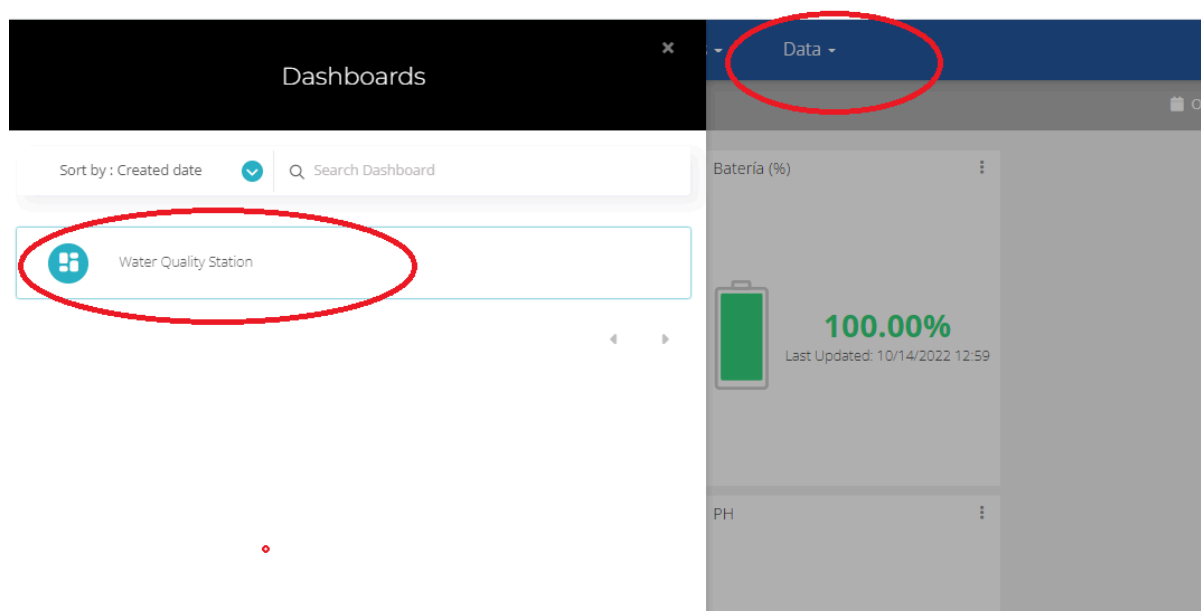 Dashboards
×
Data
Sort by : Created date
Search Dashboard
Water Quality Station
Batería (%)
100.00%
Last Updated: 10/14/2022 12:59
PH